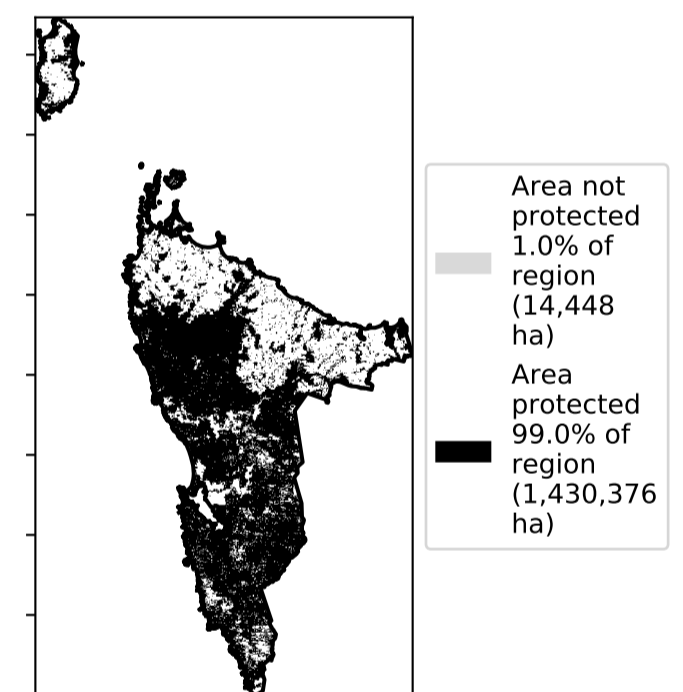 Area not
protected
1.0% of
region
(14,448
ha)
Area
protected
99.0% of
region
(1,430,376
ha)